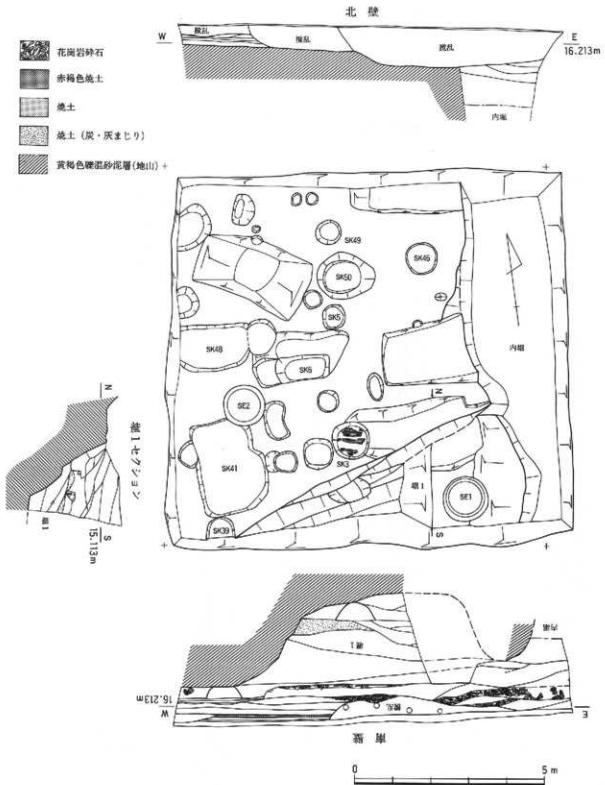 北壁
W
攪乱
攪乱
攪乱
E
16.213m
内堀
花崗岩砕石
赤褐色焼土
焼土
焼土(炭・灰まじり)
黄褐色礫混砂泥層(地山)
SK49
SK46
SK50
SK5
内堀
SK48
SK6
N
SE2
SK3
SK41
堀1
SE1
SK39
S
N
堀1セクション
堀1
S
15.113m
堀1
内堀
16.213m
W
攪乱
E
南壁
0
5 m